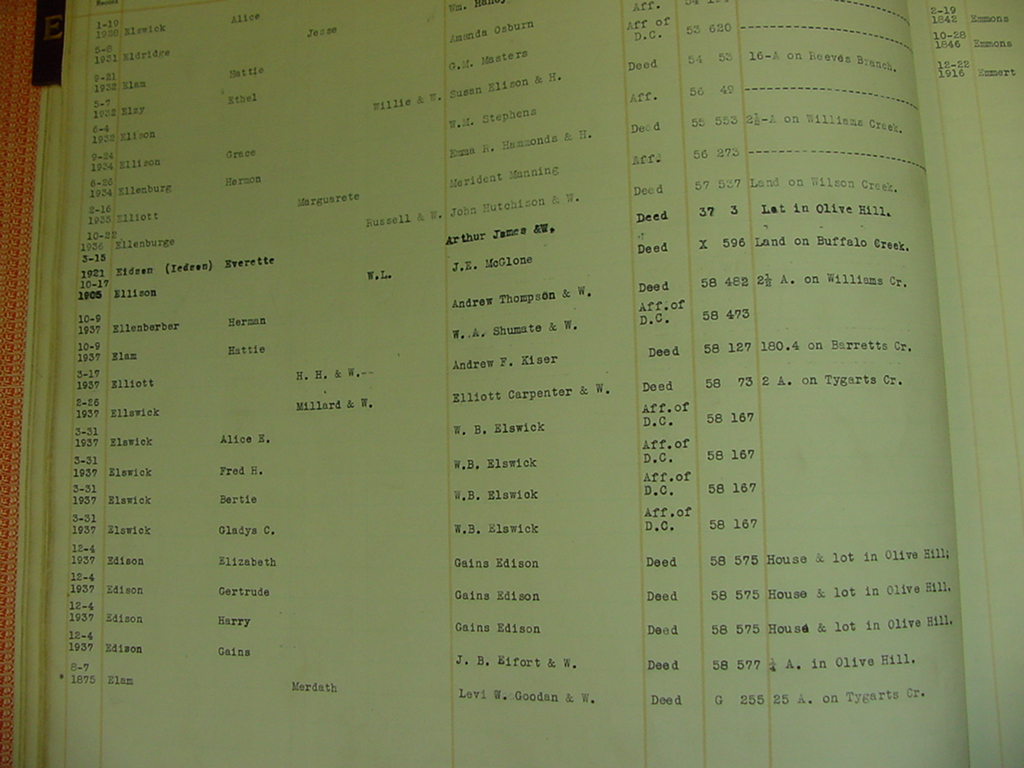 E
1-19
1938 Elswick Alice
5-8
1931 Eldridge Jesse Wm. Aff. 54
9-21
1932 Elam Hattie Amanda Osburn Aff of
D.C. 53 620 --------------------
5-7
1932 Elzy Ethel G.M. Masters Deed 54 53 16-A on Reeves Branch.
6-4
1932 Elison Willie & W. Susan Elison & H. Aff. 56 49 --------------------
9-24
1934 Ellison Grace W.M. Stephens Deed 55 553 2½-A on Williams Creek.
6-26
1934 Ellenburg Hermon Emma R. Hammonds & H. Aff. 56 273 --------------------
2-16
1935 Elliott Marguarete Merident Manning Deed 57 537 Land on Wilson Creek.
10-22
1936 Ellenburge Russell & W. John Hutchison & W. Deed 37 3 Lot in Olive Hill.
3-15
1921 Eidson (Iedson) Everette Arthur James &W. Deed X 596 Land on Buffalo Creek.
10-17
1905 Ellison W.L. J.E. McGlone Deed 58 482 2½ A. on Williams Cr.
10-9
1937 Ellenberber Herman Andrew Thompson & W. Aff.of
D.C. 58 473
10-9
1937 Elam Hattie W. A. Shumate & W. Deed 58 127 180.4 on Barretts Cr.
3-17
1937 Elliott H. H. & W.-- Andrew F. Kiser Deed 58 73 2 A. on Tygarts Cr.
2-26
1937 Ellswick Millard & W. Elliott Carpenter & W. Aff.of
D.C. 58 167
3-31
1937 Elswick Alice E. W. B. Elswick Aff.of
D.C. 58 167
3-31
1937 Elswick Fred H. W.B. Elswick Aff.of
D.C. 58 167
3-31
1937 Elswick Bertie W.B. Elswick Aff.of
D.C. 58 167
3-31
1937 Elswick Gladys C. W.B. Elswick
12-4
1937 Edison Elizabeth Gains Edison Deed 58 575 House & lot in Olive Hill;
12-4
1937 Edison Gertrude Gains Edison Deed 58 575 House & lot in Olive Hill.
12-4
1937 Edison Harry Gains Edison Deed 58 575 House & lot in Olive Hill.
12-4
1937 Edison Gains J. B. Eifort & W. Deed 58 577 ¼ A. in Olive Hill.
8-7
1875 Elam Merdath Levi W. Goodan & W. Deed G 255 25 A. on Tygarts Cr.
2-19
1842 Emmons
10-28
1846 Emmons
12-22
1916 Emmert